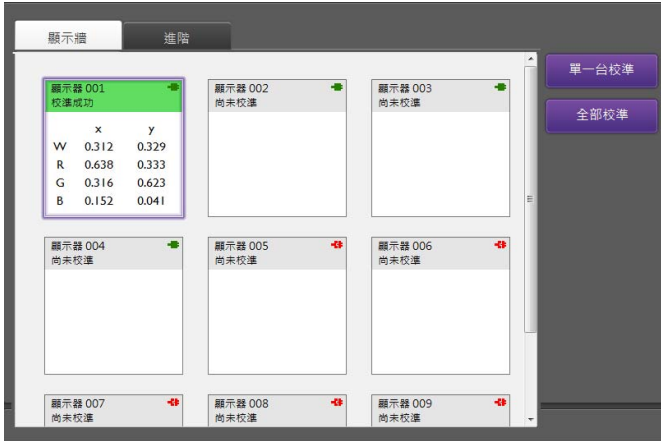 顯示牆
進階
單一台校準
全部校準
顯示器 001
校準成功
x y
W 0.312 0.329
R 0.638 0.333
G 0.316 0.623
B 0.152 0.041
顯示器 002
尚未校準
顯示器 003
尚未校準
顯示器 004
尚未校準
顯示器 005
尚未校準
顯示器 006
尚未校準
顯示器 007
尚未校準
顯示器 008
尚未校準
顯示器 009
尚未校準